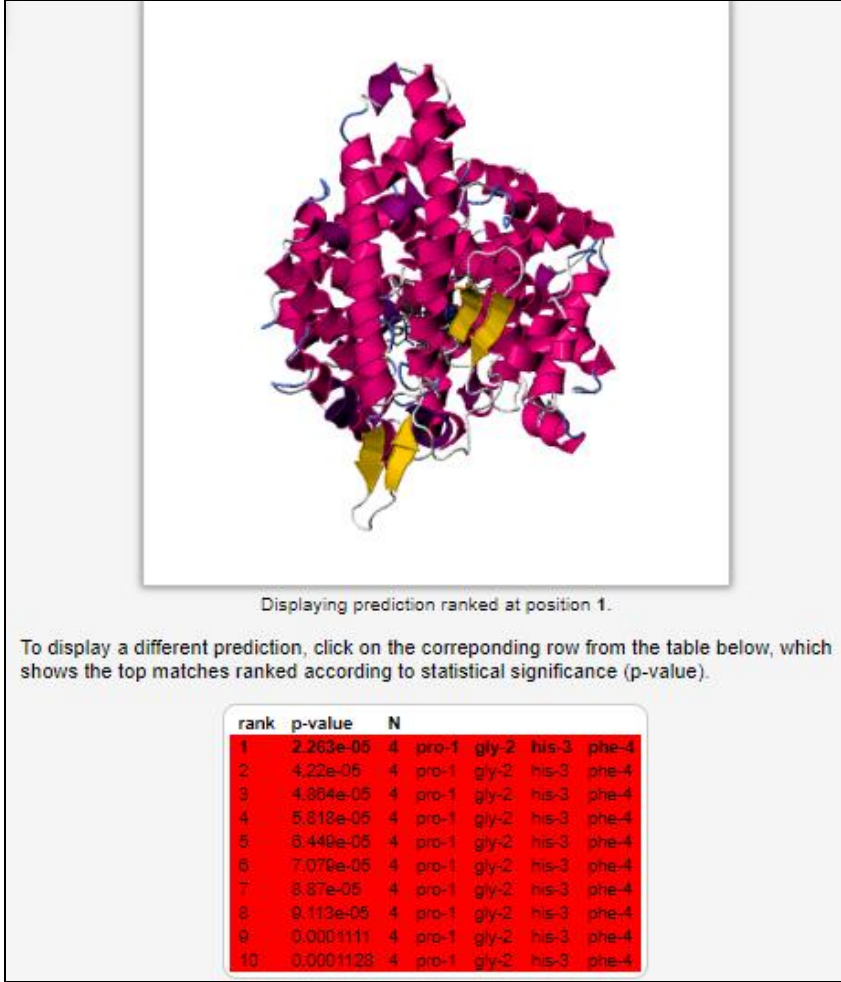 Displaying prediction ranked at position 1.
To display a different prediction, click on the correponding row from the table below, which
shows the top matches ranked according to statistical significance (p-value).
rank p-value N
1 2.263e-05 4 pro-1 gly-2 his-3 phe-4
2 4.22e-05 4 pro-1 gly-2 his-3 phe-4
3 4.864e-05 4 pro-1 gly-2 his-3 phe-4
4 5.818e-05 4 pro-1 gly-2 his-3 phe-4
5 6.449e-05 4 pro-1 gly-2 his-3 phe-4
6 7.079e-05 4 pro-1 gly-2 his-3 phe-4
7 8.87e-05 4 pro-1 gly-2 his-3 phe-4
8 9.113e-05 4 pro-1 gly-2 his-3 phe-4
9 0.0001111 4 pro-1 gly-2 his-3 phe-4
10 0.0001128 4 pro-1 gly-2 his-3 phe-4